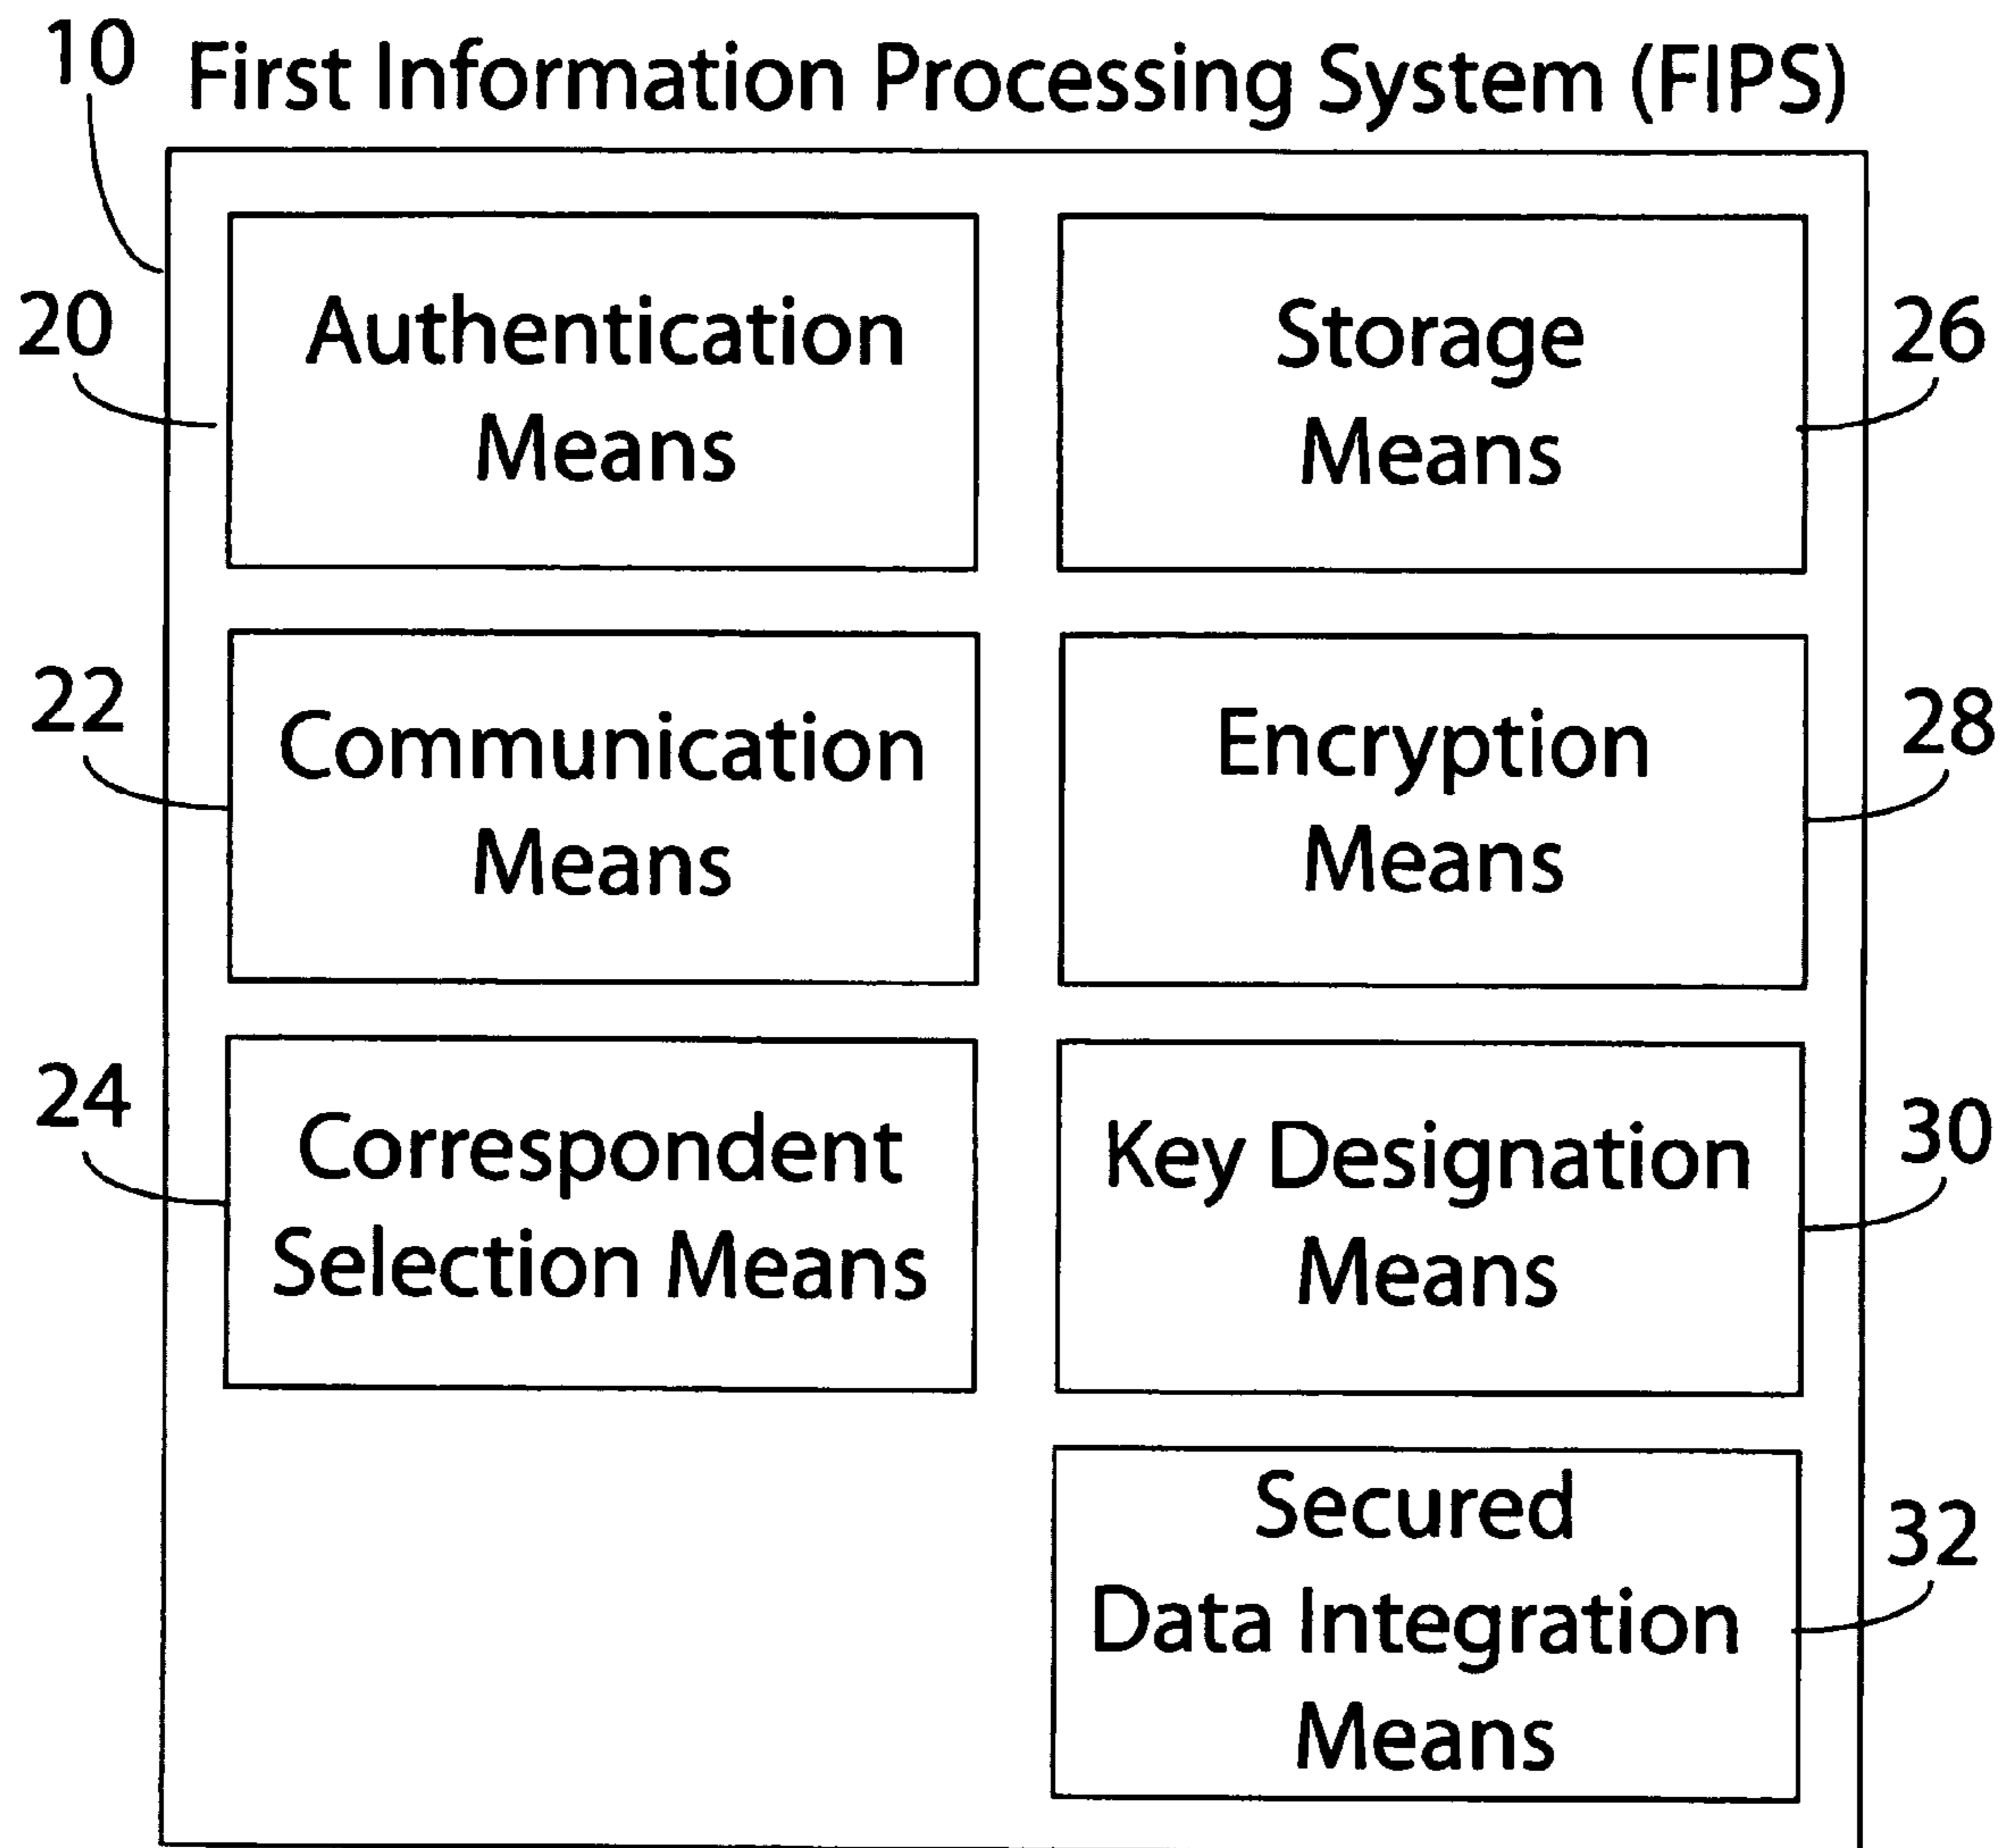 10
First Information Processing System (FIPS)
20
Authentication
Means
Storage
Means
26
22
Communication
Means
Encryption
Means
28
24
Correspondent
Selection Means
Key Designation
Means
30
Secured
Data Integration
Means
32